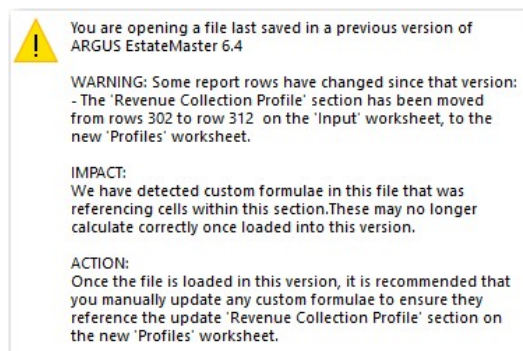 You are opening a file last saved in a previous version of
ARGUS EstateMaster 6.4
WARNING: Some report rows have changed since that version:
- The 'Revenue Collection Profile' section has been moved
from rows 302 to row 312  on the 'Input' worksheet, to the
new 'Profiles' worksheet.
IMPACT:
We have detected custom formulae in this file that was
referencing cells within this section.These may no longer
calculate correctly once loaded into this version.
ACTION:
Once the file is loaded in this version, it is recommended that
you manually update any custom formulae to ensure they
reference the update 'Revenue Collection Profile' section on
the new 'Profiles' worksheet.